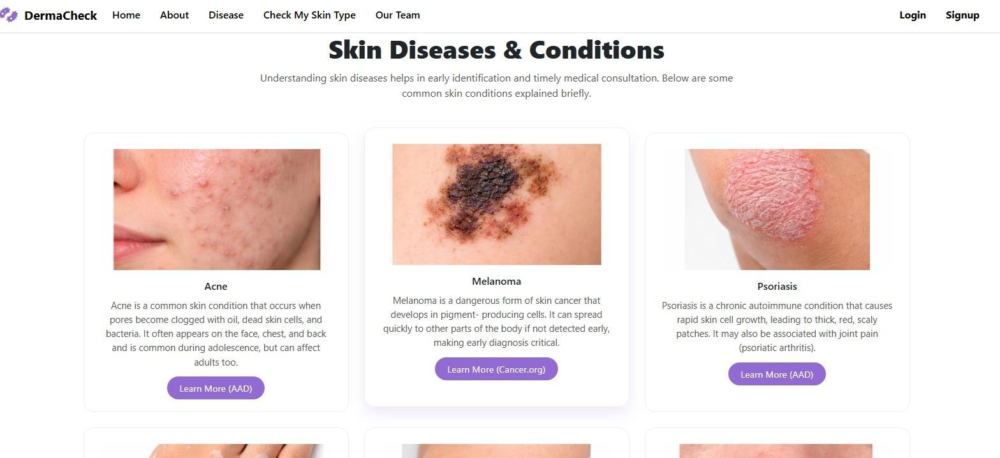 DermaCheck Home About Disease Check My Skin Type Our Team Login Signup
Skin Diseases & Conditions
Understanding skin diseases helps in early identification and timely medical consultation. Below are some
common skin conditions explained briefly.
Acne
Acne is a common skin condition that occurs when
pores become clogged with oil, dead skin cells, and
bacteria. It often appears on the face, chest, and back
and is common during adolescence, but can affect
adults too.
Learn More (AAD)
Melanoma
Melanoma is a dangerous form of skin cancer that
develops in pigment- producing cells. It can spread
quickly to other parts of the body if not detected early,
making early diagnosis critical.
Learn More (Cancer.org)
Psoriasis
Psoriasis is a chronic autoimmune condition that causes
rapid skin cell growth, leading to thick, red, scaly
patches. It may also be associated with joint pain
(psoriatic arthritis).
Learn More (AAD)